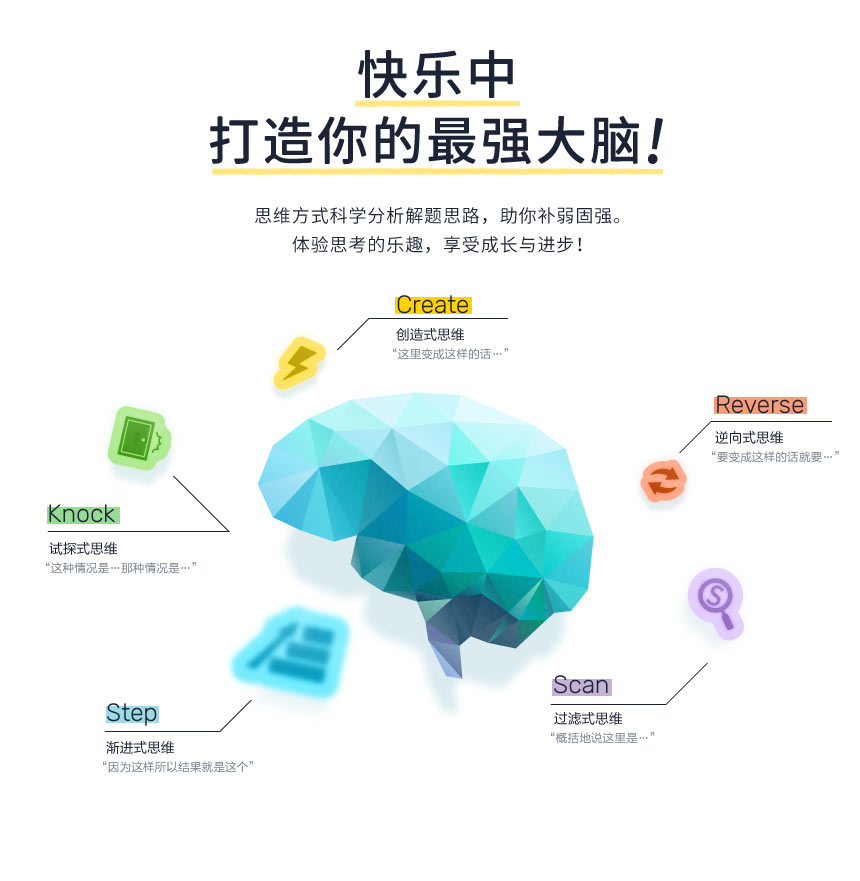 快乐中
打造你的最强大脑!
思维方式科学分析解题思路，助你补弱固强。
体验思考的乐趣，享受成长与进步！
Create
创造式思维
“这里变成这样的话…”
Reverse
逆向式思维
“要变成这样的话就要…”
Knock
试探式思维
“这种情况是…那种情况是…”
S
Scan
过滤式思维
“概括地说这里是…”
Step
渐进式思维
“因为这样所以结果就是这个”